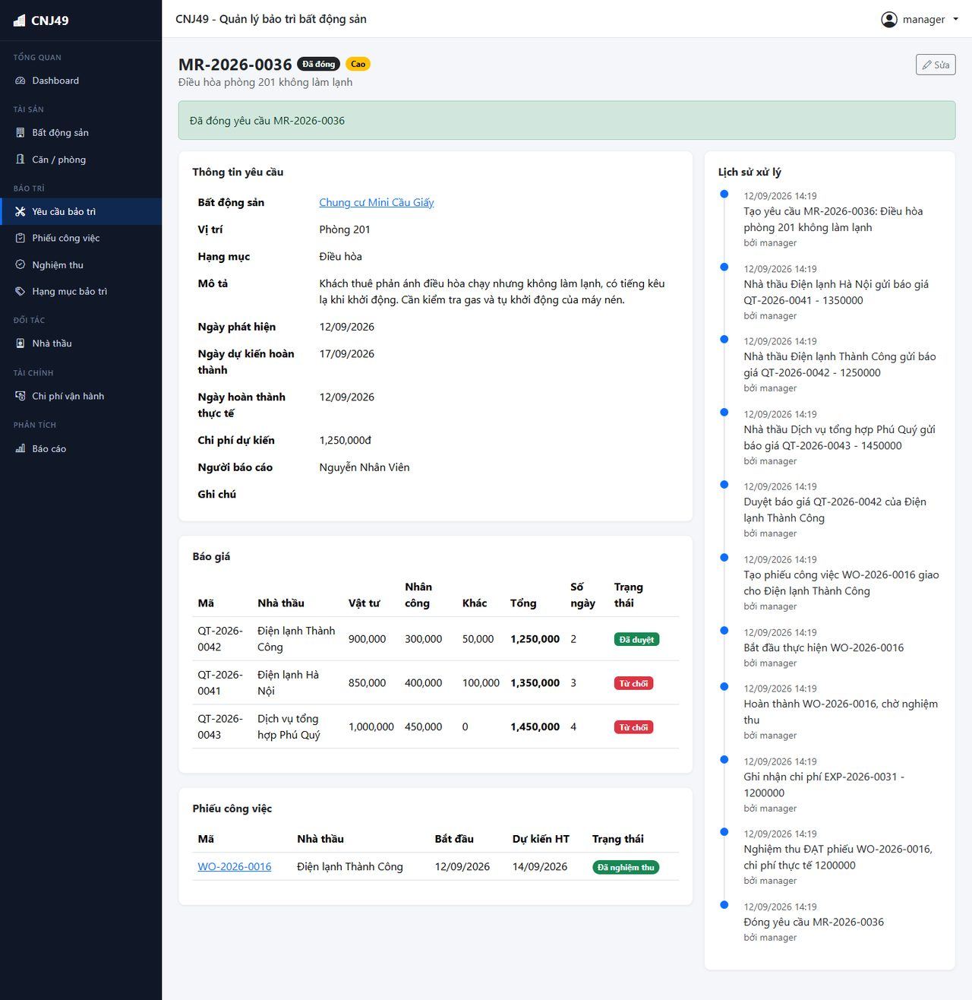 CNJ49
TỔNG QUAN
Dashboard
TÀI SẢN
Bất động sản
Căn / phòng
BẢO TRÌ
Yêu cầu bảo trì
Phiếu công việc
Nghiệm thu
Hạng mục bảo trì
ĐỐI TÁC
Nhà thầu
TÀI CHÍNH
Chi phí vận hành
PHÂN TÍCH
Báo cáo
CNJ49 - Quản lý bảo trì bất động sản
manager
MR-2026-0036 Đã đóng Cao
Sửa
Điều hòa phòng 201 không làm lạnh
Đã đóng yêu cầu MR-2026-0036
Thông tin yêu cầu
Bất động sản Chung cư Mini Cầu Giấy
Vị trí Phòng 201
Hạng mục Điều hòa
Mô tả Khách thuê phản ánh điều hòa chạy nhưng không làm lạnh, có tiếng kêu
lạ khi khởi động. Cần kiểm tra gas và tụ khởi động của máy nén.
Ngày phát hiện 12/09/2026
Ngày dự kiến hoàn 17/09/2026
thành
Ngày hoàn thành 12/09/2026
thực tế
Chi phí dự kiến 1,250,000đ
Người báo cáo Nguyễn Nhân Viên
Ghi chú
Báo giá
Mã Nhà thầu Vật tư Nhân công Khác Tổng Số ngày Trạng thái
QT-2026-0042 Điện lạnh Thành Công 900,000 300,000 50,000 1,250,000 2 Đã duyệt
QT-2026-0041 Điện lạnh Hà Nội 850,000 400,000 100,000 1,350,000 3 Từ chối
QT-2026-0043 Dịch vụ tổng hợp Phú Quý 1,000,000 450,000 0 1,450,000 4 Từ chối
Phiếu công việc
Mã Nhà thầu Bắt đầu Dự kiến HT Trạng thái
WO-2026-0016 Điện lạnh Thành Công 12/09/2026 14/09/2026 Đã nghiệm thu
Lịch sử xử lý
12/09/2026 14:19
Tạo yêu cầu MR-2026-0036: Điều hòa
phòng 201 không làm lạnh
bởi manager
12/09/2026 14:19
Nhà thầu Điện lạnh Hà Nội gửi báo giá
QT-2026-0041 - 1350000
bởi manager
12/09/2026 14:19
Nhà thầu Điện lạnh Thành Công gửi báo
giá QT-2026-0042 - 1250000
bởi manager
12/09/2026 14:19
Nhà thầu Dịch vụ tổng hợp Phú Quý gửi
báo giá QT-2026-0043 - 1450000
bởi manager
12/09/2026 14:19
Duyệt báo giá QT-2026-0042 của Điện
lạnh Thành Công
bởi manager
12/09/2026 14:19
Tạo phiếu công việc WO-2026-0016 giao
cho Điện lạnh Thành Công
bởi manager
12/09/2026 14:19
Bắt đầu thực hiện WO-2026-0016
bởi manager
12/09/2026 14:19
Hoàn thành WO-2026-0016, chờ nghiệm
thu
bởi manager
12/09/2026 14:19
Ghi nhận chi phí EXP-2026-0031 -
1200000
bởi manager
12/09/2026 14:19
Nghiệm thu ĐẠT phiếu WO-2026-0016,
chi phí thực tế 1200000
bởi manager
12/09/2026 14:19
Đóng yêu cầu MR-2026-0036
bởi manager